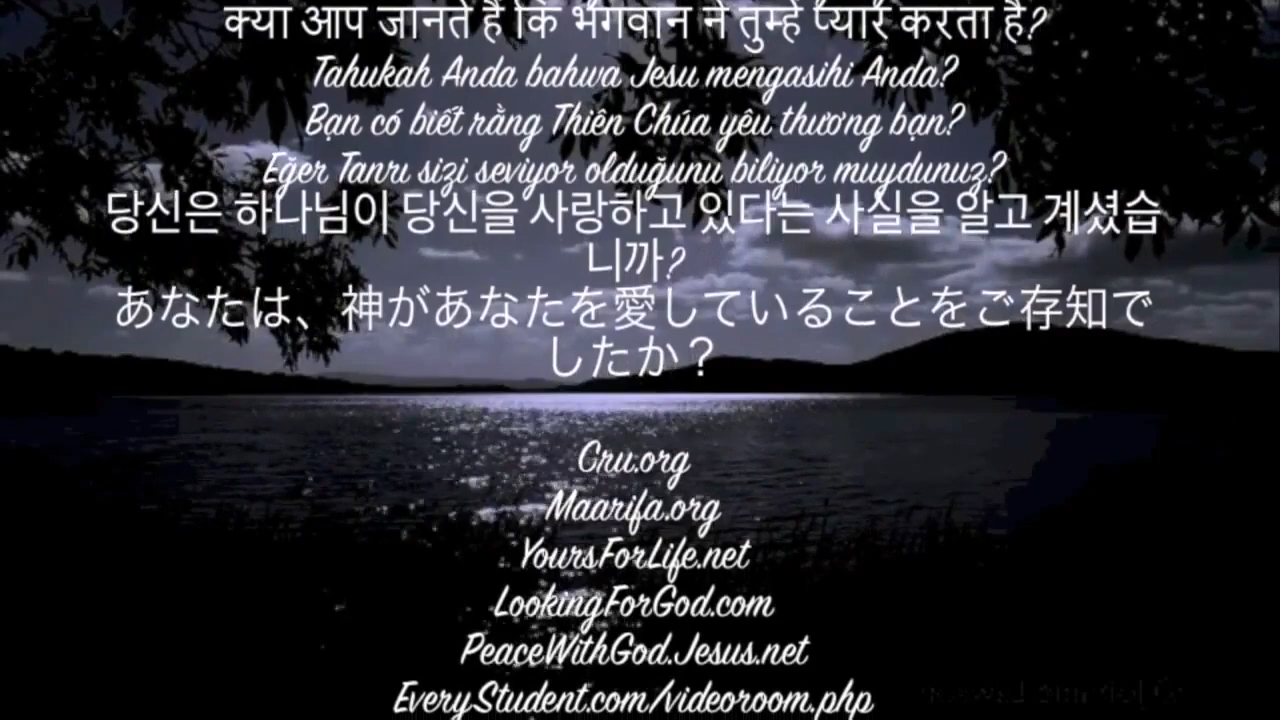 क्या आप जानते हैं कि भगवान ने तुम्हें प्यार करता है?
Tahukah Anda bahwa Jesu mengasihi Anda?
Bạn có biết rằng Thiên Chúa yêu thương bạn?
Eğer Tanrı sizi seviyor olduğunu biliyor muydunuz?
당신은 하나님이 당신을 사랑하고 있다는 사실을 알고 계셨습
니까?
あなたは、神があなたを愛していることをご存知で
したか？
Cru.org
Maarifa.org
YoursForLife.net
LookingForGod.com
PeaceWithGod.Jesus.net
EveryStudent.com/videoroom.php